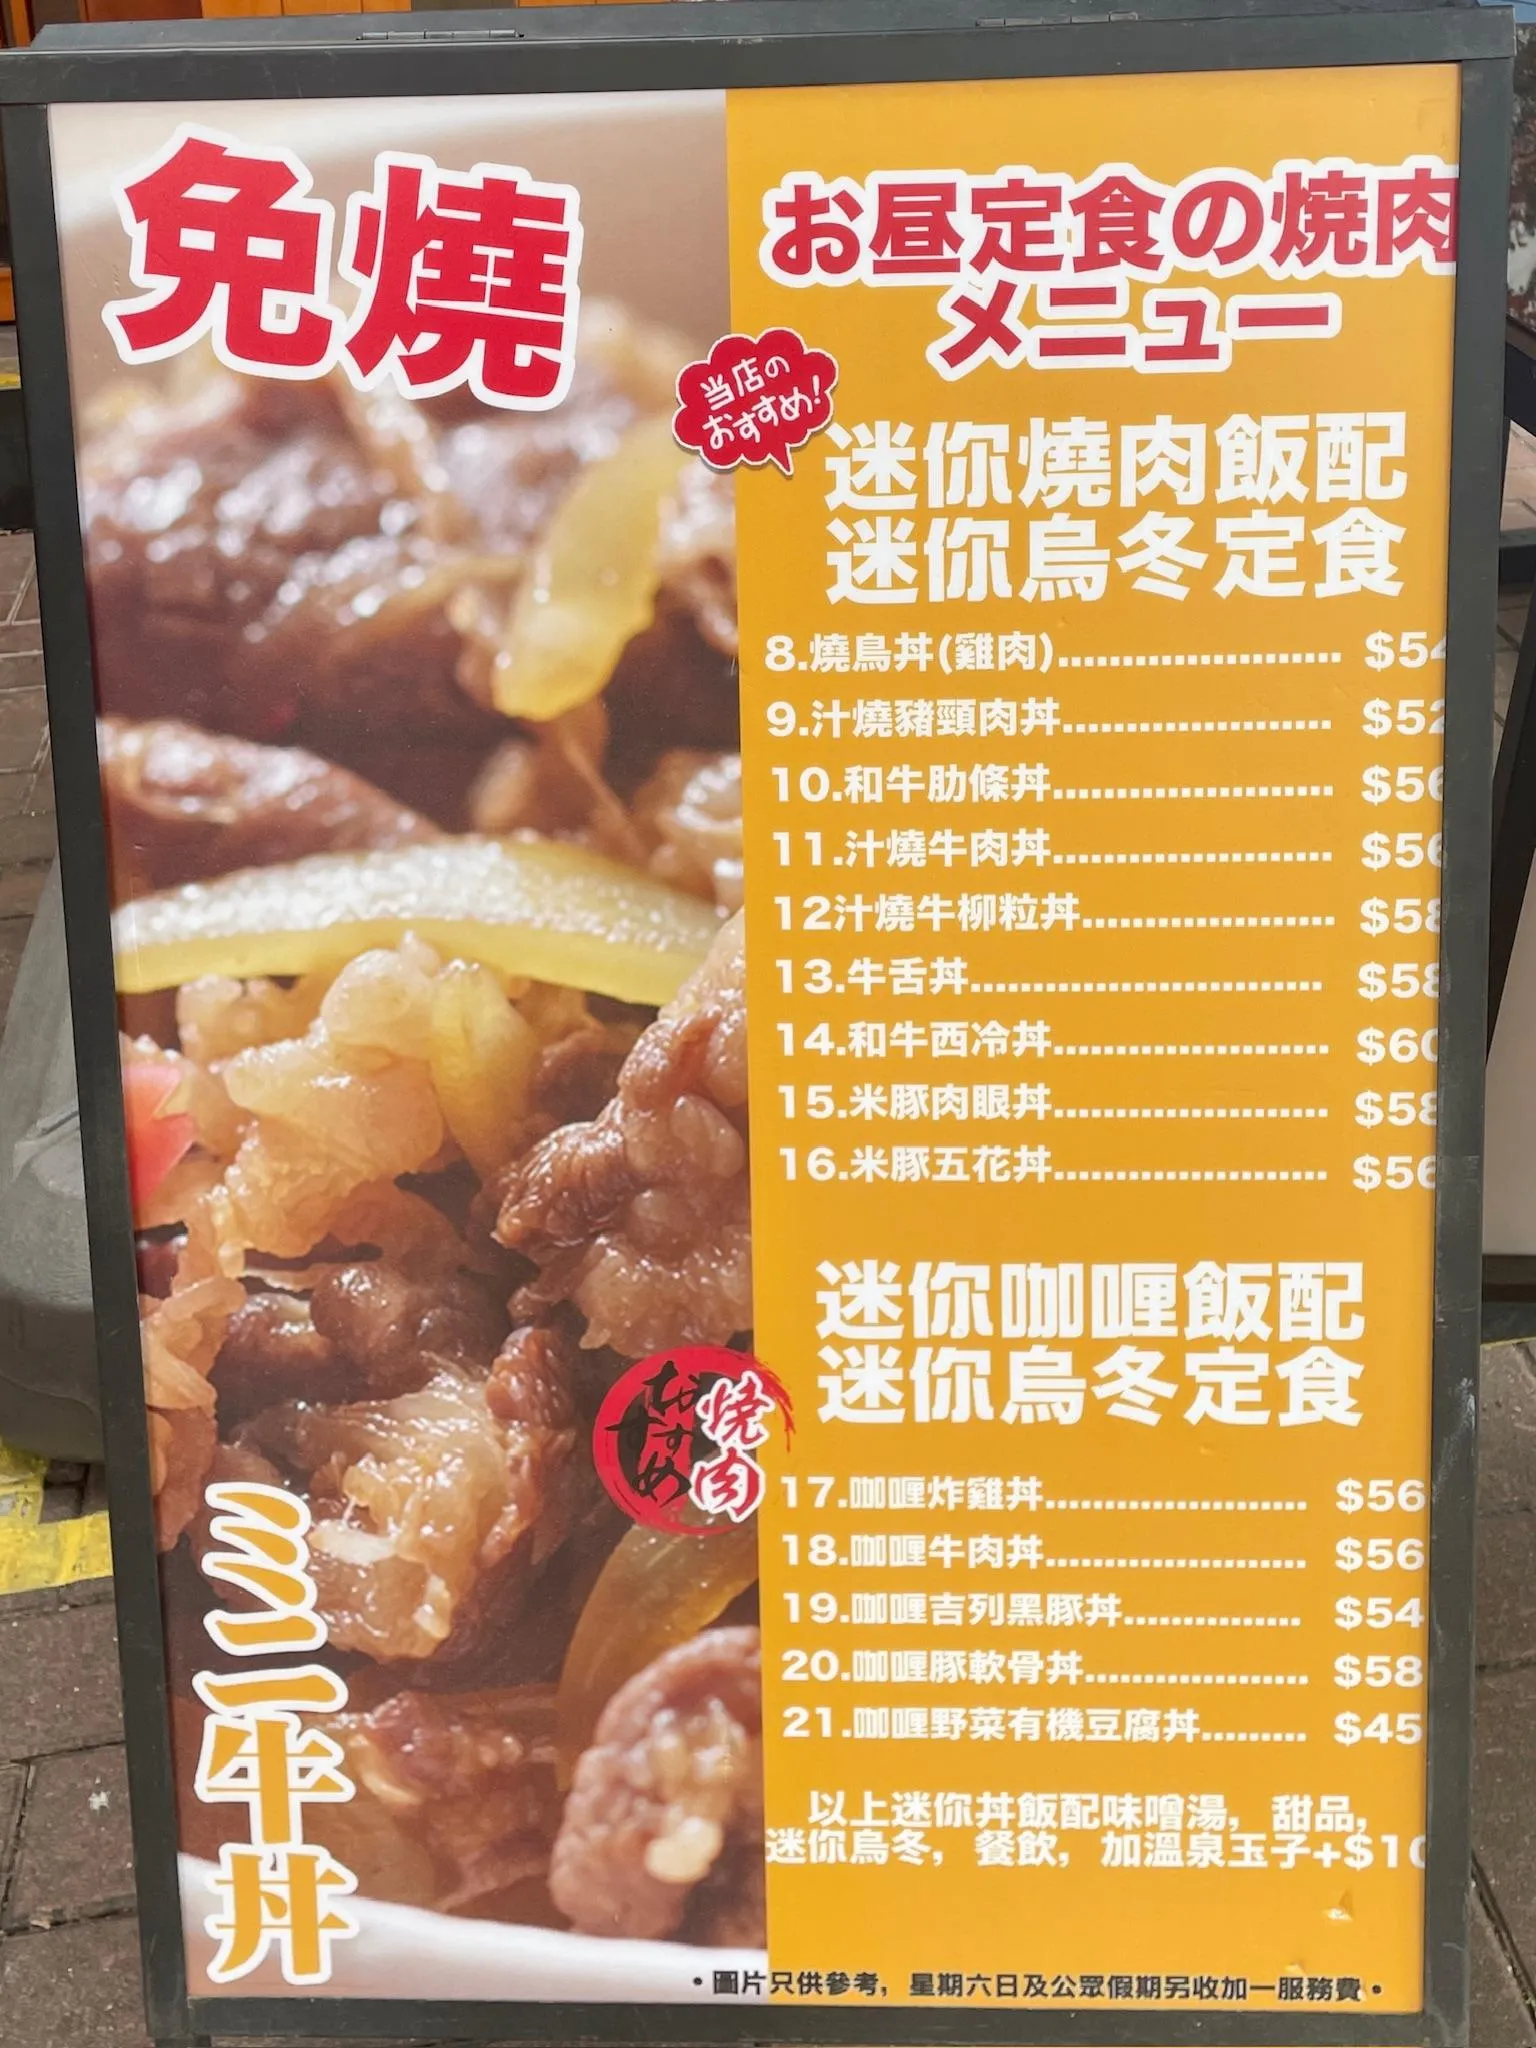 免燒
お昼定食の焼肉
メニュー
当店の
おすすめ!
迷你燒肉飯配
迷你烏冬定食
8.燒鳥丼(雞肉)........................... $54
9.汁燒豬頸肉丼.......................... $52
10.和牛肋條丼........................... $56
11.汁燒牛肉丼........................... $56
12汁燒牛柳粒丼........................ $58
13.牛舌丼.................................. $58
14.和牛西冷丼........................... $60
15.米豚肉眼丼........................... $58
16.米豚五花丼........................... $56
迷你咖喱飯配
迷你烏冬定食
おすすめ
焼肉
17.咖喱炸雞丼......................... $56
18.咖喱牛肉丼......................... $56
19.咖喱吉列黑豚丼................. $54
20.咖喱豚軟骨丼..................... $58
21.咖喱野菜有機豆腐丼......... $45
ミニ牛丼
以上迷你丼飯配味噌湯，甜品，
迷你烏冬，餐飲，加溫泉玉子+$10
•圖片只供參考，星期六日及公眾假期另收加一服務費•